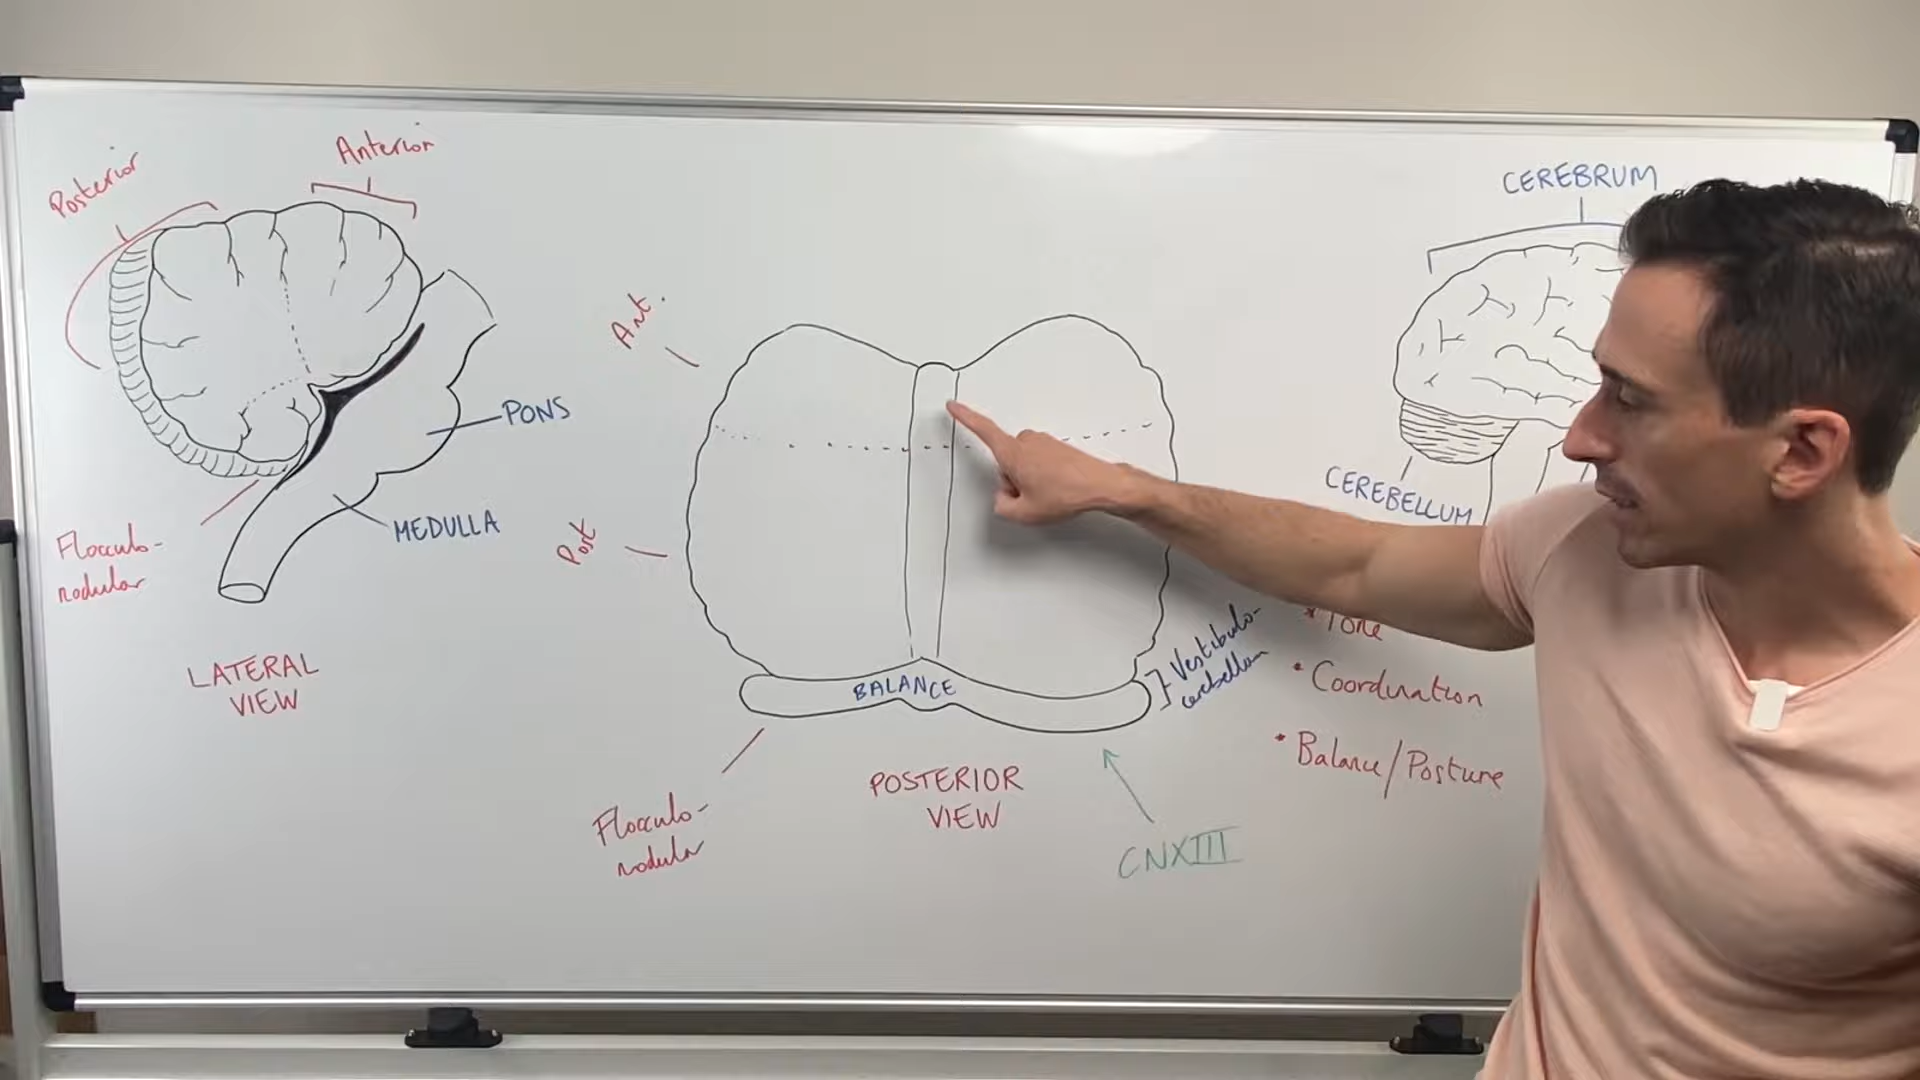 Posterior
Anterior
PONS
MEDULLA
Flocculo-
nodular
LATERAL
VIEW
Ant.
Post
BALANCE
Vestibulo-
cerebellum
Flocculo-
nodular
POSTERIOR
VIEW
CNXIII
CEREBRUM
CEREBELLUM
* Tone
* Coordination
* Balance/Posture